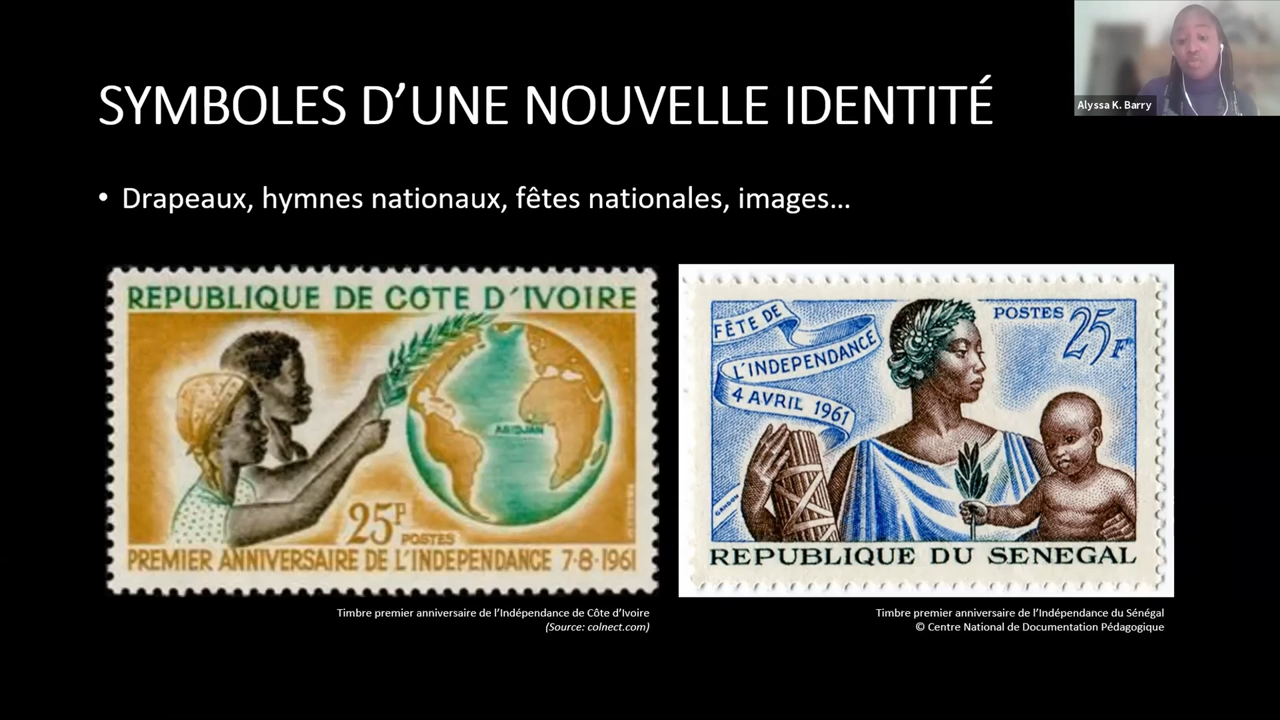 SYMBOLES D’UNE NOUVELLE IDENTITÉ
Alyssa K. Barry
• Drapeaux, hymnes nationaux, fêtes nationales, images…
REPUBLIQUE DE COTE D'IVOIRE
ABIDJAN
25F
POSTES
PREMIER ANNIVERSAIRE DE L'INDEPENDANCE 7·8·1961
FÊTE DE
L'INDEPENDANCE
4 AVRIL 1961
POSTES 25F
GANDON
REPUBLIQUE DU SENEGAL
Timbre premier anniversaire de l’Indépendance de Côte d’Ivoire
(Source: colnect.com)
Timbre premier anniversaire de l’Indépendance du Sénégal
© Centre National de Documentation Pédagogique